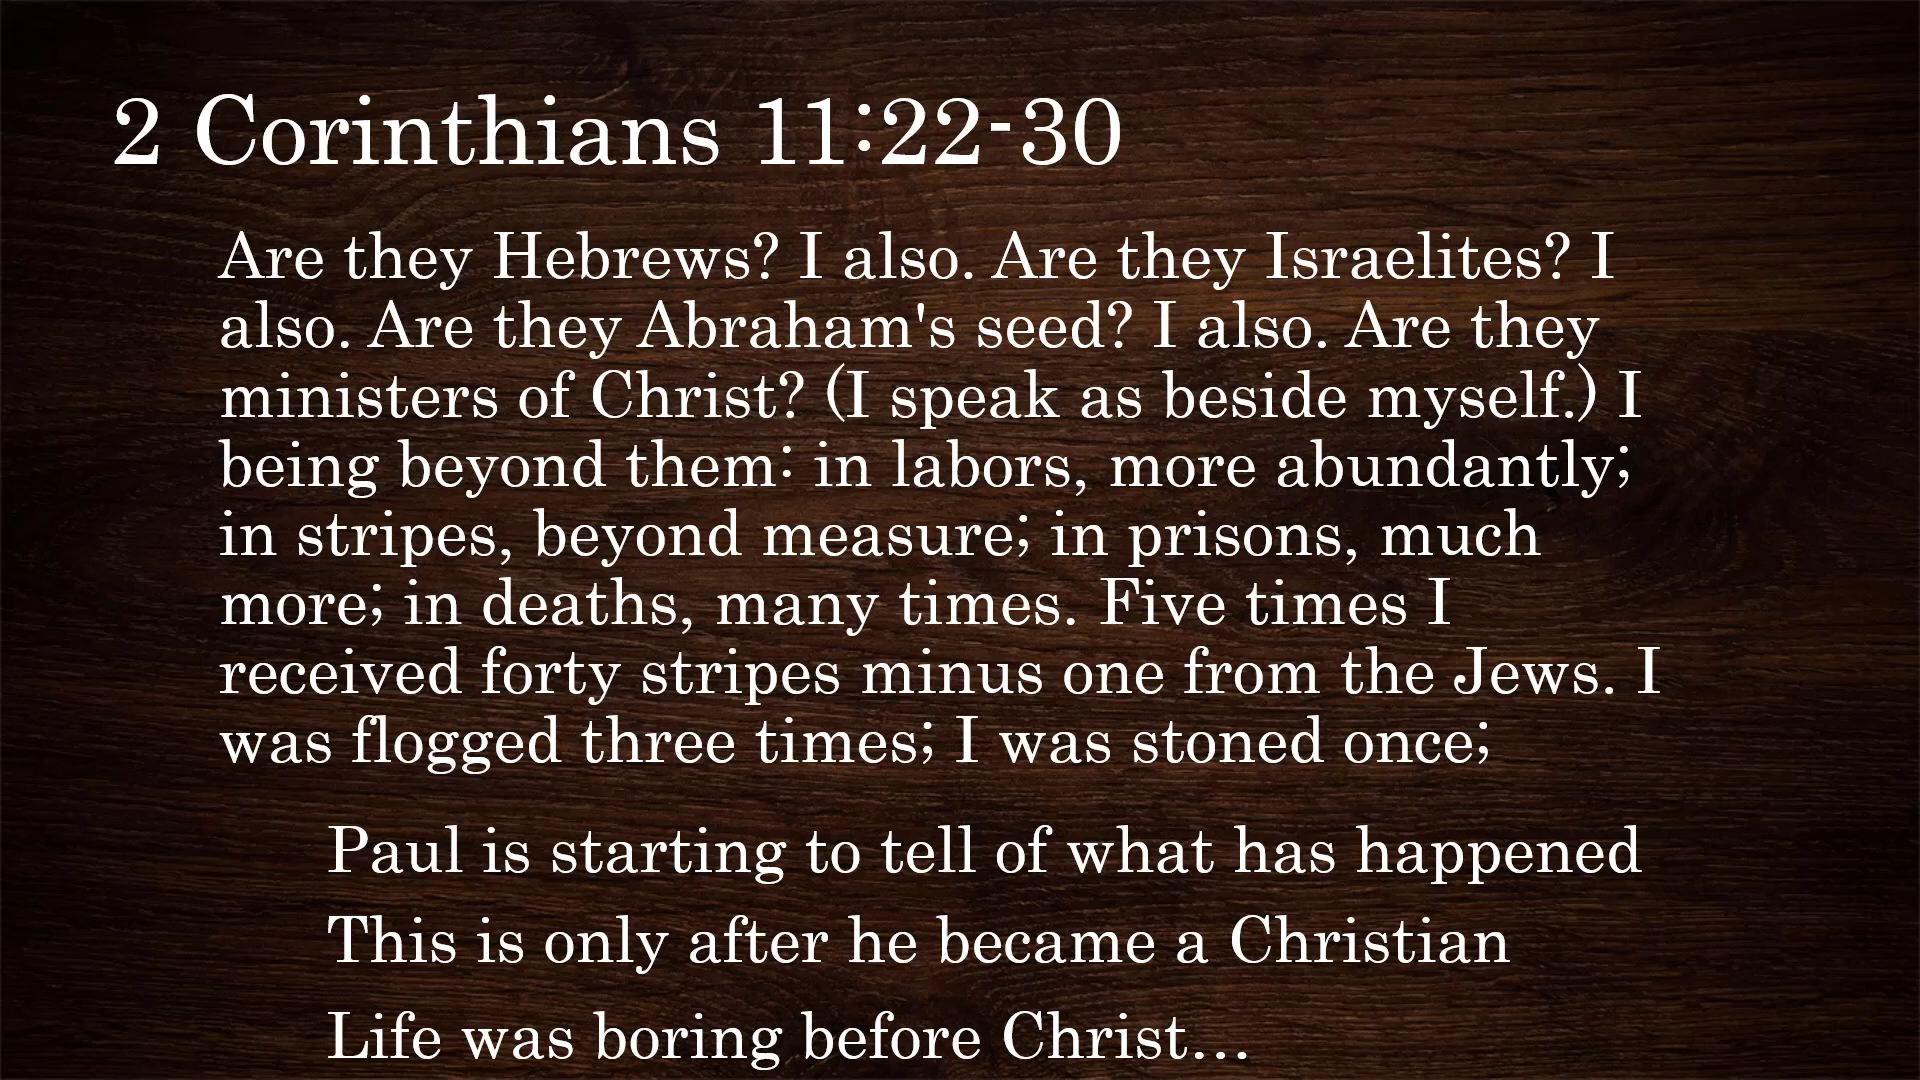 2 Corinthians 11:22-30
Are they Hebrews? I also. Are they Israelites? I
also. Are they Abraham's seed? I also. Are they
ministers of Christ? (I speak as beside myself.) I
being beyond them: in labors, more abundantly;
in stripes, beyond measure; in prisons, much
more; in deaths, many times. Five times I
received forty stripes minus one from the Jews. I
was flogged three times; I was stoned once;
Paul is starting to tell of what has happened
This is only after he became a Christian
Life was boring before Christ…